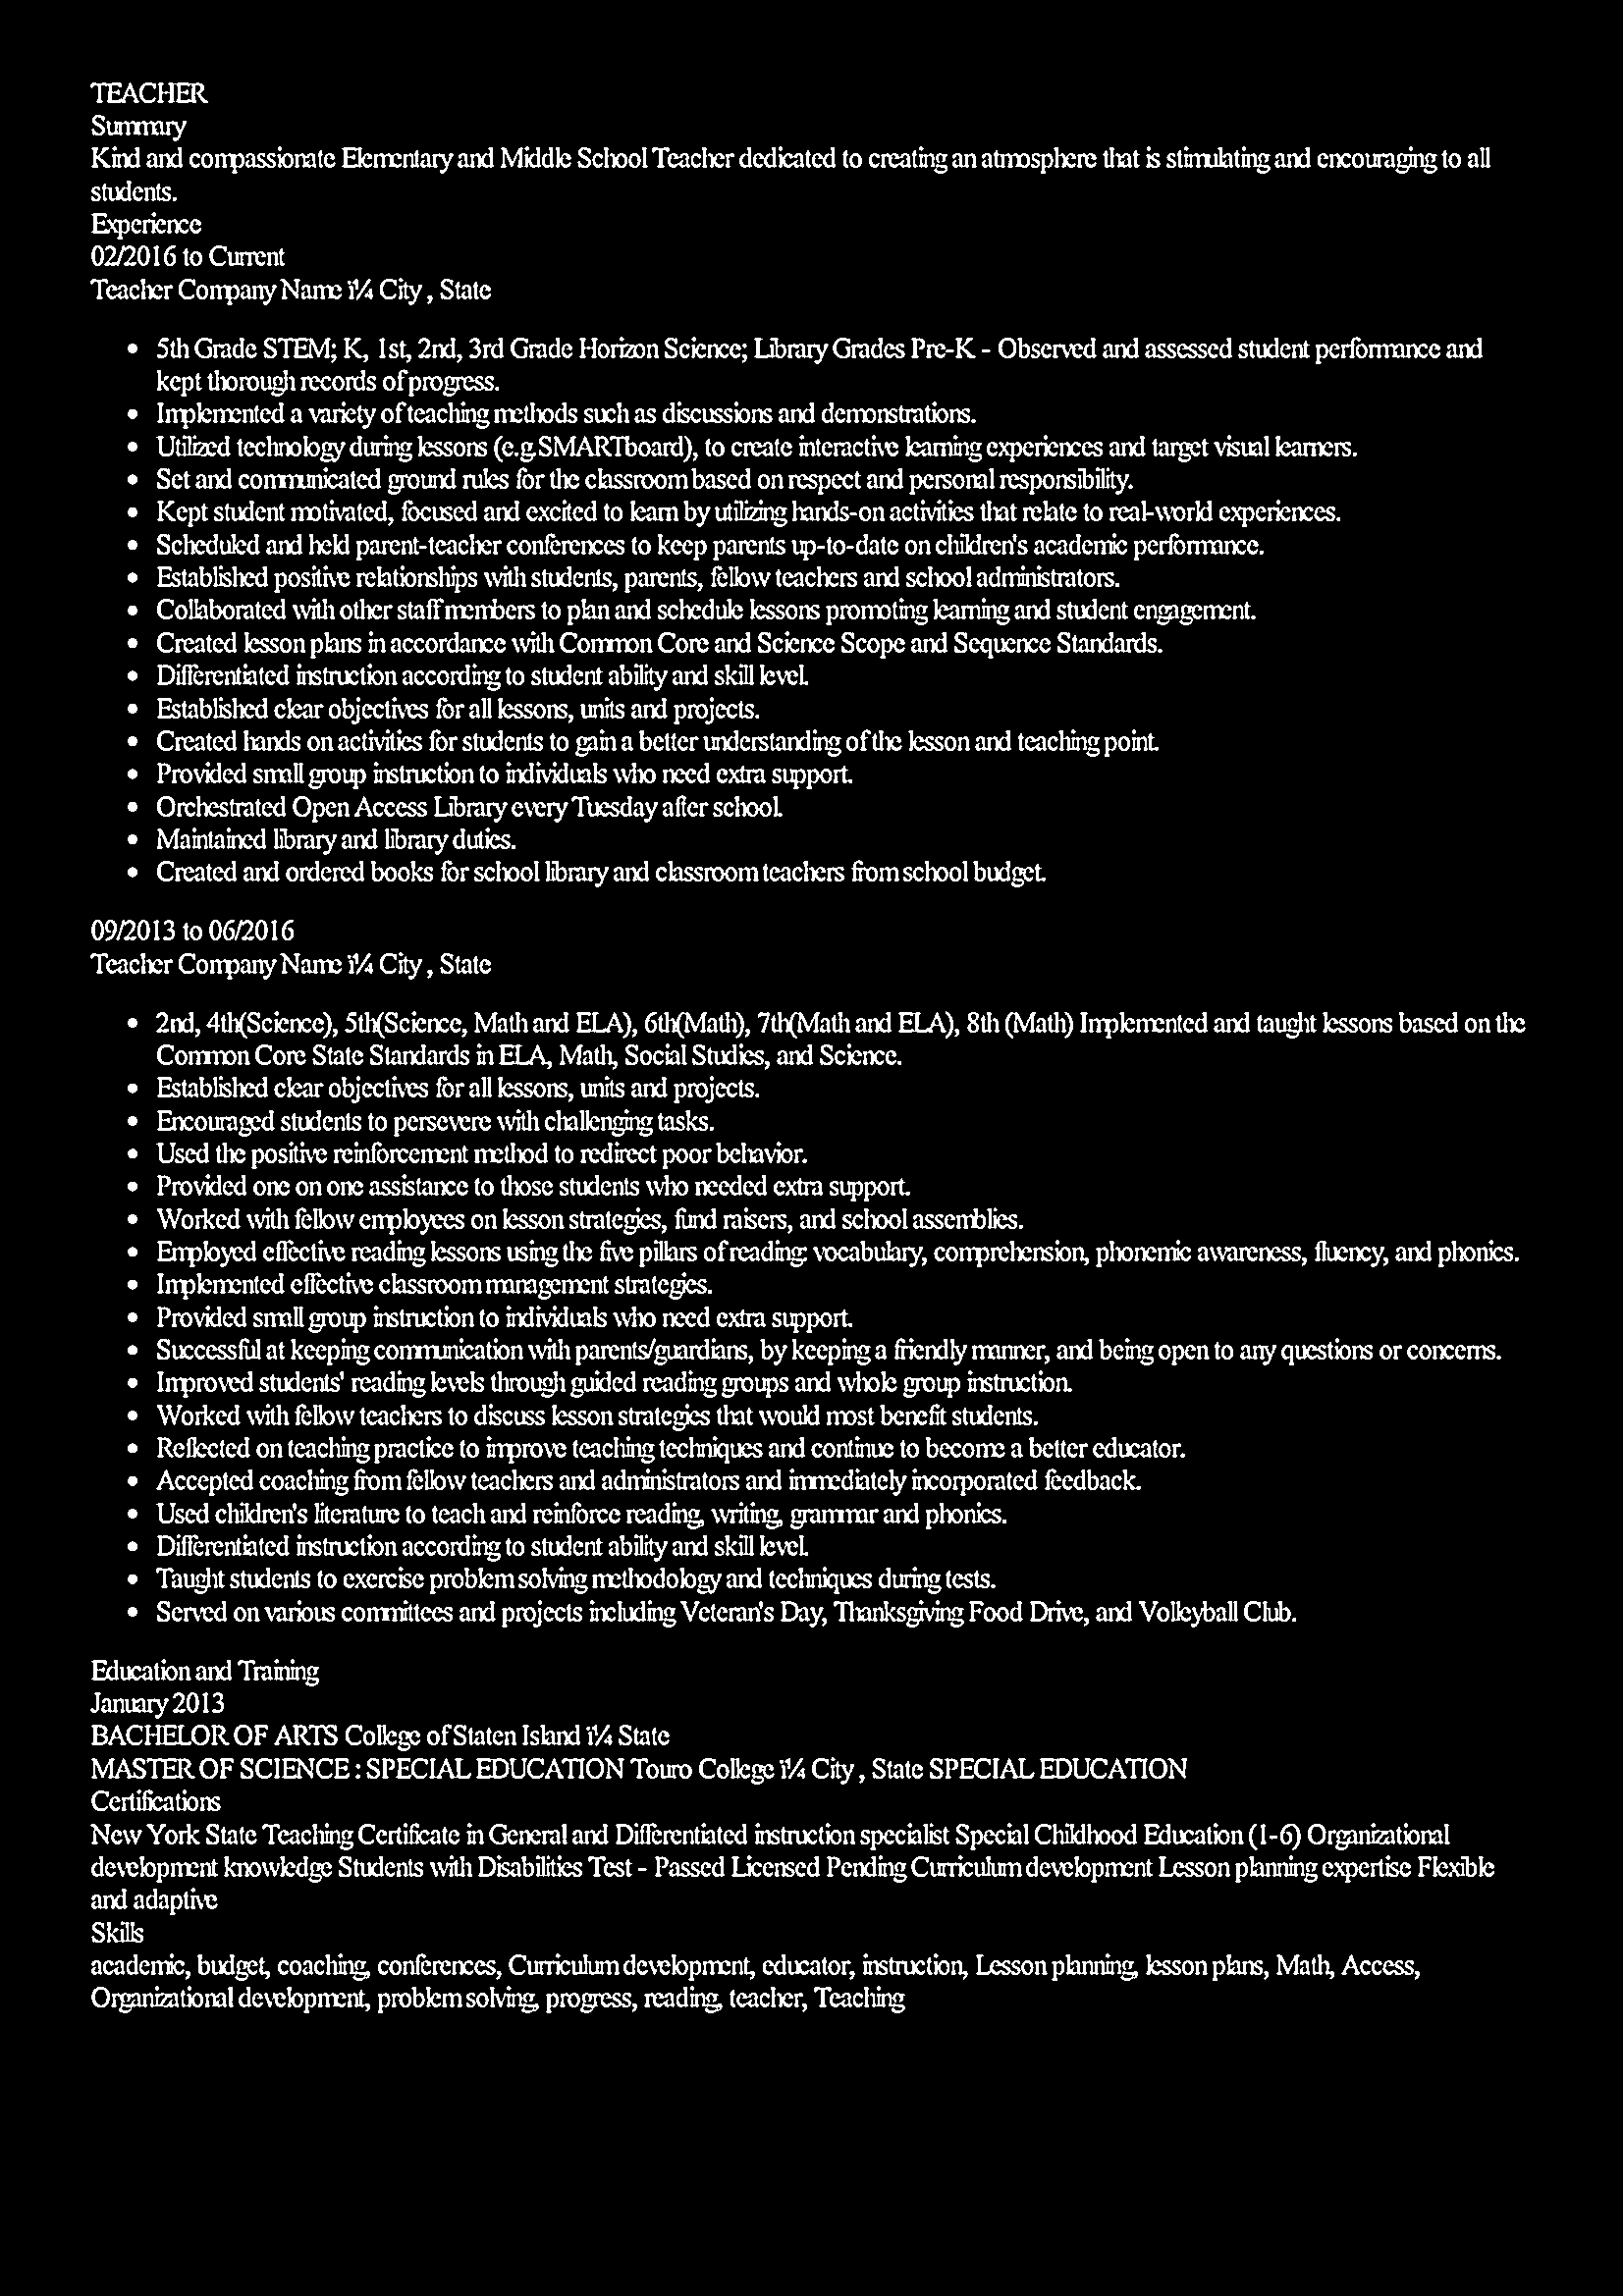 TEACHER
Summary
Kind and compassionate Elementary and Middle School Teacher dedicated to creating an atmosphere that is stimulating and encouraging to all
students.
Experience
02/2016 to Current
Teacher Company Name ï¼ City , State
• 5th Grade STEM; K, 1st, 2nd, 3rd Grade Horizon Science; Library Grades Pre-K - Observed and assessed student performance and
kept thorough records of progress.
• Implemented a variety of teaching methods such as discussions and demonstrations.
• Utilized technology during lessons (e.g.SMARTboard), to create interactive learning experiences and target visual learners.
• Set and communicated ground rules for the classroom based on respect and personal responsibility.
• Kept student motivated, focused and excited to learn by utilizing hands-on activities that relate to real-world experiences.
• Scheduled and held parent-teacher conferences to keep parents up-to-date on children's academic performance.
• Established positive relationships with students, parents, fellow teachers and school administrators.
• Collaborated with other staff members to plan and schedule lessons promoting learning and student engagement.
• Created lesson plans in accordance with Common Core and Science Scope and Sequence Standards.
• Differentiated instruction according to student ability and skill level.
• Established clear objectives for all lessons, units and projects.
• Created hands on activities for students to gain a better understanding of the lesson and teaching point.
• Provided small group instruction to individuals who need extra support.
• Orchestrated Open Access Library every Tuesday after school.
• Maintained library and library duties.
• Created and ordered books for school library and classroom teachers from school budget.
09/2013 to 06/2016
Teacher Company Name ï¼ City , State
• 2nd, 4th(Science), 5th(Science, Math and ELA), 6th(Math), 7th(Math and ELA), 8th (Math) Implemented and taught lessons based on the
Common Core State Standards in ELA, Math, Social Studies, and Science.
• Established clear objectives for all lessons, units and projects.
• Encouraged students to persevere with challenging tasks.
• Used the positive reinforcement method to redirect poor behavior.
• Provided one on one assistance to those students who needed extra support.
• Worked with fellow employees on lesson strategies, fund raisers, and school assemblies.
• Employed effective reading lessons using the five pillars of reading: vocabulary, comprehension, phonemic awareness, fluency, and phonics.
• Implemented effective classroom management strategies.
• Provided small group instruction to individuals who need extra support.
• Successful at keeping communication with parents/guardians, by keeping a friendly manner, and being open to any questions or concerns.
• Improved students' reading levels through guided reading groups and whole group instruction.
• Worked with fellow teachers to discuss lesson strategies that would most benefit students.
• Reflected on teaching practice to improve teaching techniques and continue to become a better educator.
• Accepted coaching from fellow teachers and administrators and immediately incorporated feedback.
• Used children's literature to teach and reinforce reading, writing, grammar and phonics.
• Differentiated instruction according to student ability and skill level.
• Taught students to exercise problem solving methodology and techniques during tests.
• Served on various committees and projects including Veteran's Day, Thanksgiving Food Drive, and Volleyball Club.
Education and Training
January 2013
BACHELOR OF ARTS College of Staten Island ï¼ State
MASTER OF SCIENCE : SPECIAL EDUCATION Touro College ï¼ City , State SPECIAL EDUCATION
Certifications
New York State Teaching Certificate in General and Differentiated instruction specialist Special Childhood Education (1-6) Organizational
development knowledge Students with Disabilities Test - Passed Licensed Pending Curriculum development Lesson planning expertise Flexible
and adaptive
Skills
academic, budget, coaching, conferences, Curriculum development, educator, instruction, Lesson planning, lesson plans, Math, Access,
Organizational development, problem solving, progress, reading, teacher, Teaching